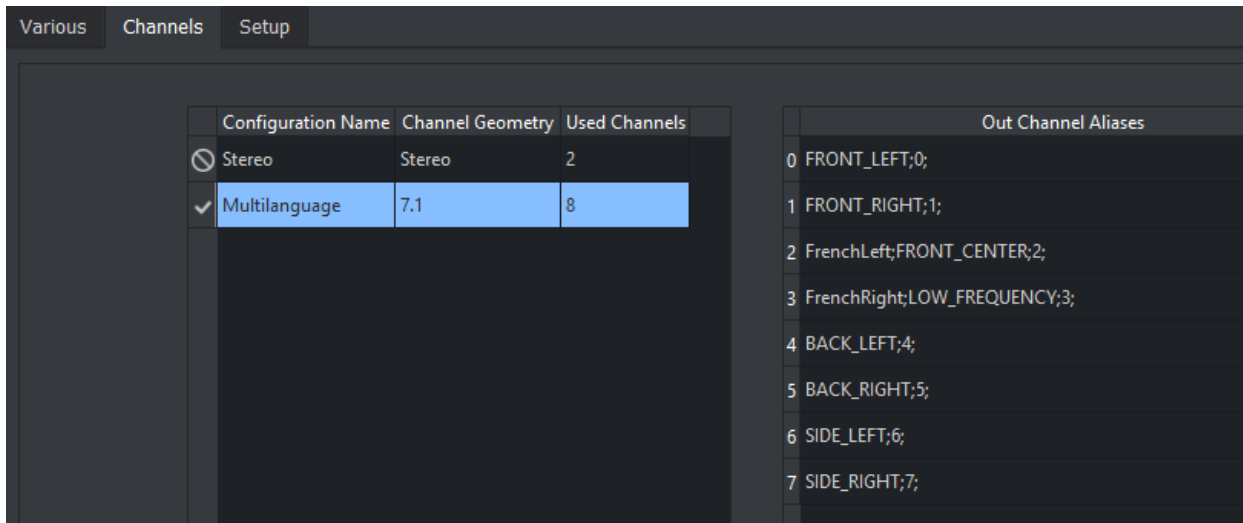 Various Channels Setup
Configuration Name Channel Geometry Used Channels
Stereo Stereo 2
Multilanguage 7.1 8
Out Channel Aliases
0 FRONT_LEFT;0;
1 FRONT_RIGHT;1;
2 FrenchLeft;FRONT_CENTER;2;
3 FrenchRight;LOW_FREQUENCY;3;
4 BACK_LEFT;4;
5 BACK_RIGHT;5;
6 SIDE_LEFT;6;
7 SIDE_RIGHT;7;